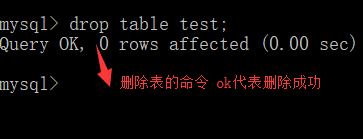 mysql> drop table test;
Query OK, 0 rows affected (0.00 sec)
mysql>
删除表的命令 ok代表删除成功